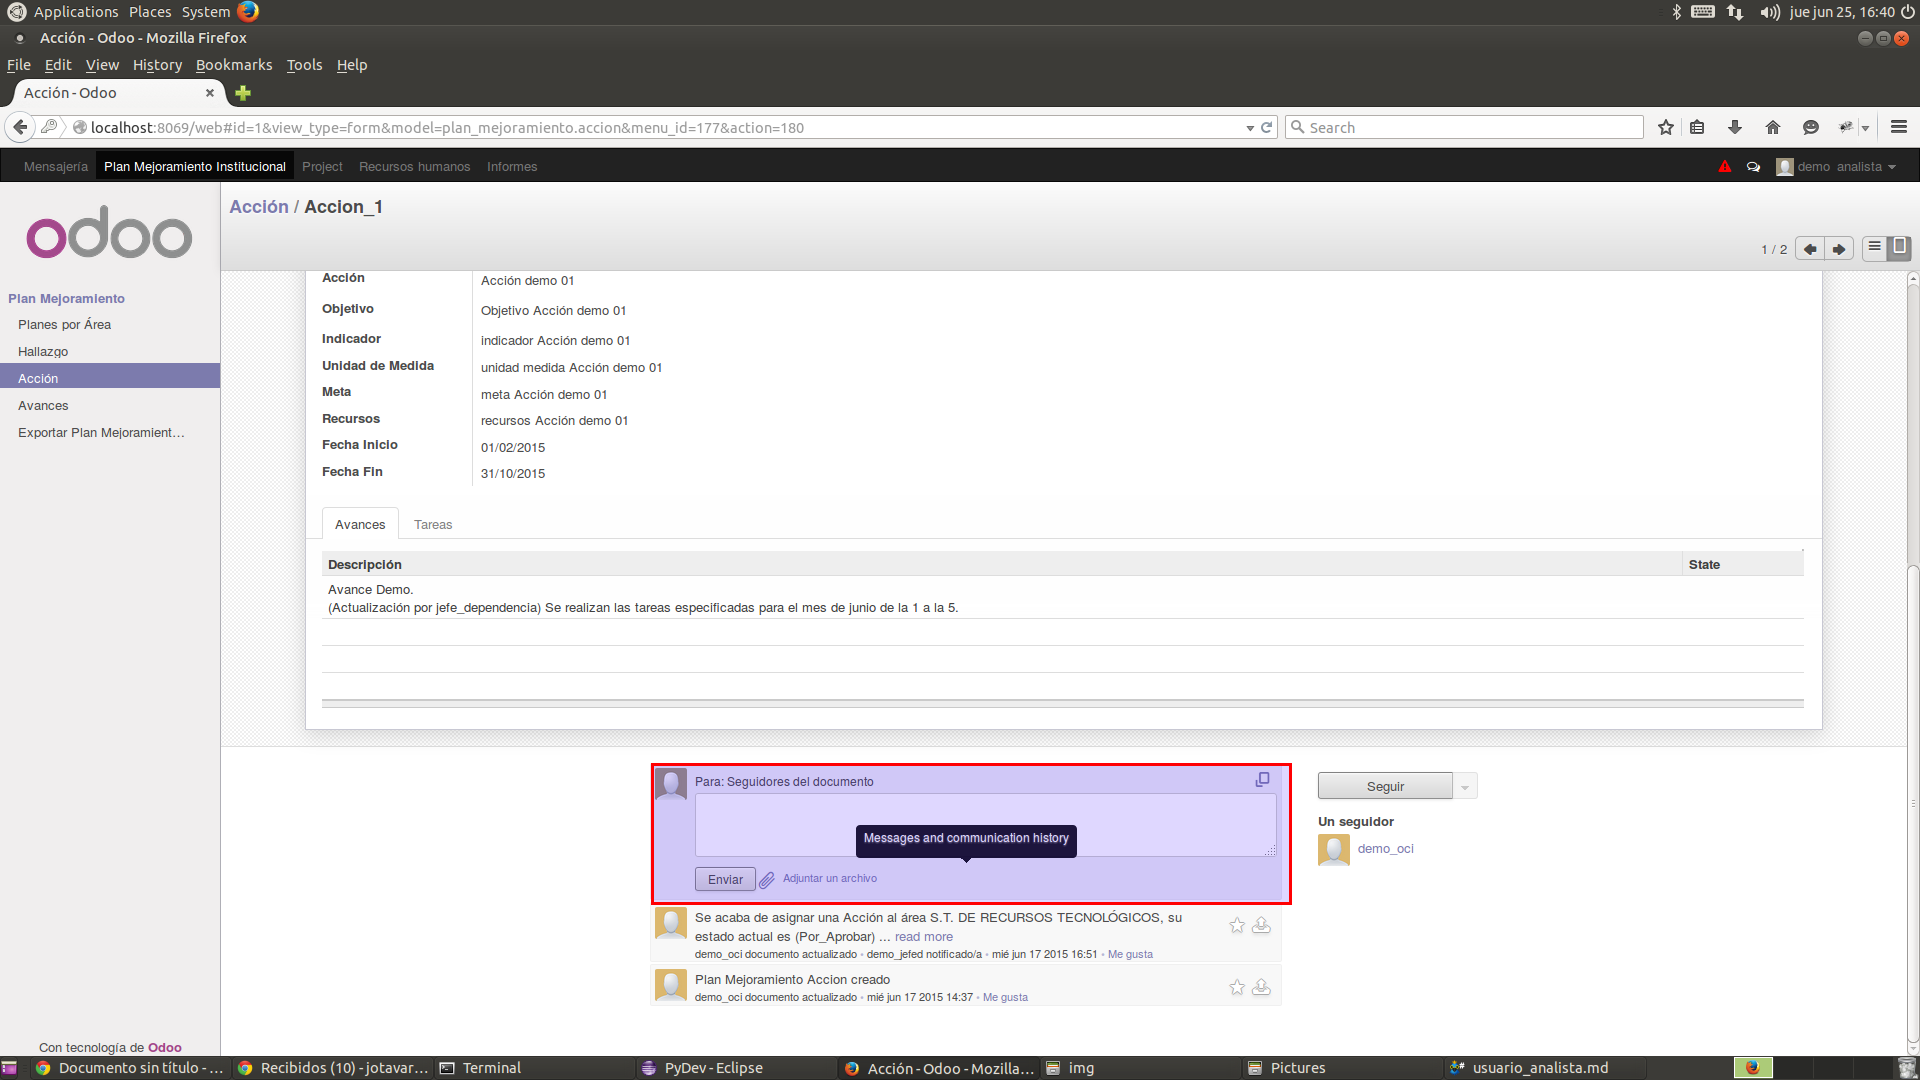 Applications Places System
jue jun 25, 16:40
Acción - Odoo - Mozilla Firefox
File Edit View History Bookmarks Tools Help
Acción - Odoo
localhost:8069/web#id=1&view_type=form&model=plan_mejoramiento.accion&menu_id=177&action=180
Search
Mensajería Plan Mejoramiento Institucional Project Recursos humanos Informes
demo analista
odoo
Acción / Accion_1
1 / 2
Plan Mejoramiento
Planes por Área
Hallazgo
Acción
Avances
Exportar Plan Mejoramient...
Acción Acción demo 01
Objetivo Objetivo Acción demo 01
Indicador indicador Acción demo 01
Unidad de Medida unidad medida Acción demo 01
Meta meta Acción demo 01
Recursos recursos Acción demo 01
Fecha Inicio 01/02/2015
Fecha Fin 31/10/2015
Avances Tareas
Descripción State
Avance Demo.
(Actualización por jefe_dependencia) Se realizan las tareas especificadas para el mes de junio de la 1 a la 5.
Para: Seguidores del documento
Messages and communication history
Enviar Adjuntar un archivo
Seguir
Un seguidor
demo_oci
Se acaba de asignar una Acción al área S.T. DE RECURSOS TECNOLÓGICOS, su
estado actual es (Por_Aprobar) ... read more
demo_oci documento actualizado • demo_jefed notificado/a • mié jun 17 2015 16:51 • Me gusta
Plan Mejoramiento Accion creado
demo_oci documento actualizado • mié jun 17 2015 14:37 • Me gusta
Con tecnología de Odoo
Documento sin título - ... Recibidos (10) - jotavar... Terminal PyDev - Eclipse Acción - Odoo - Mozilla... img Pictures usuario_analista.md